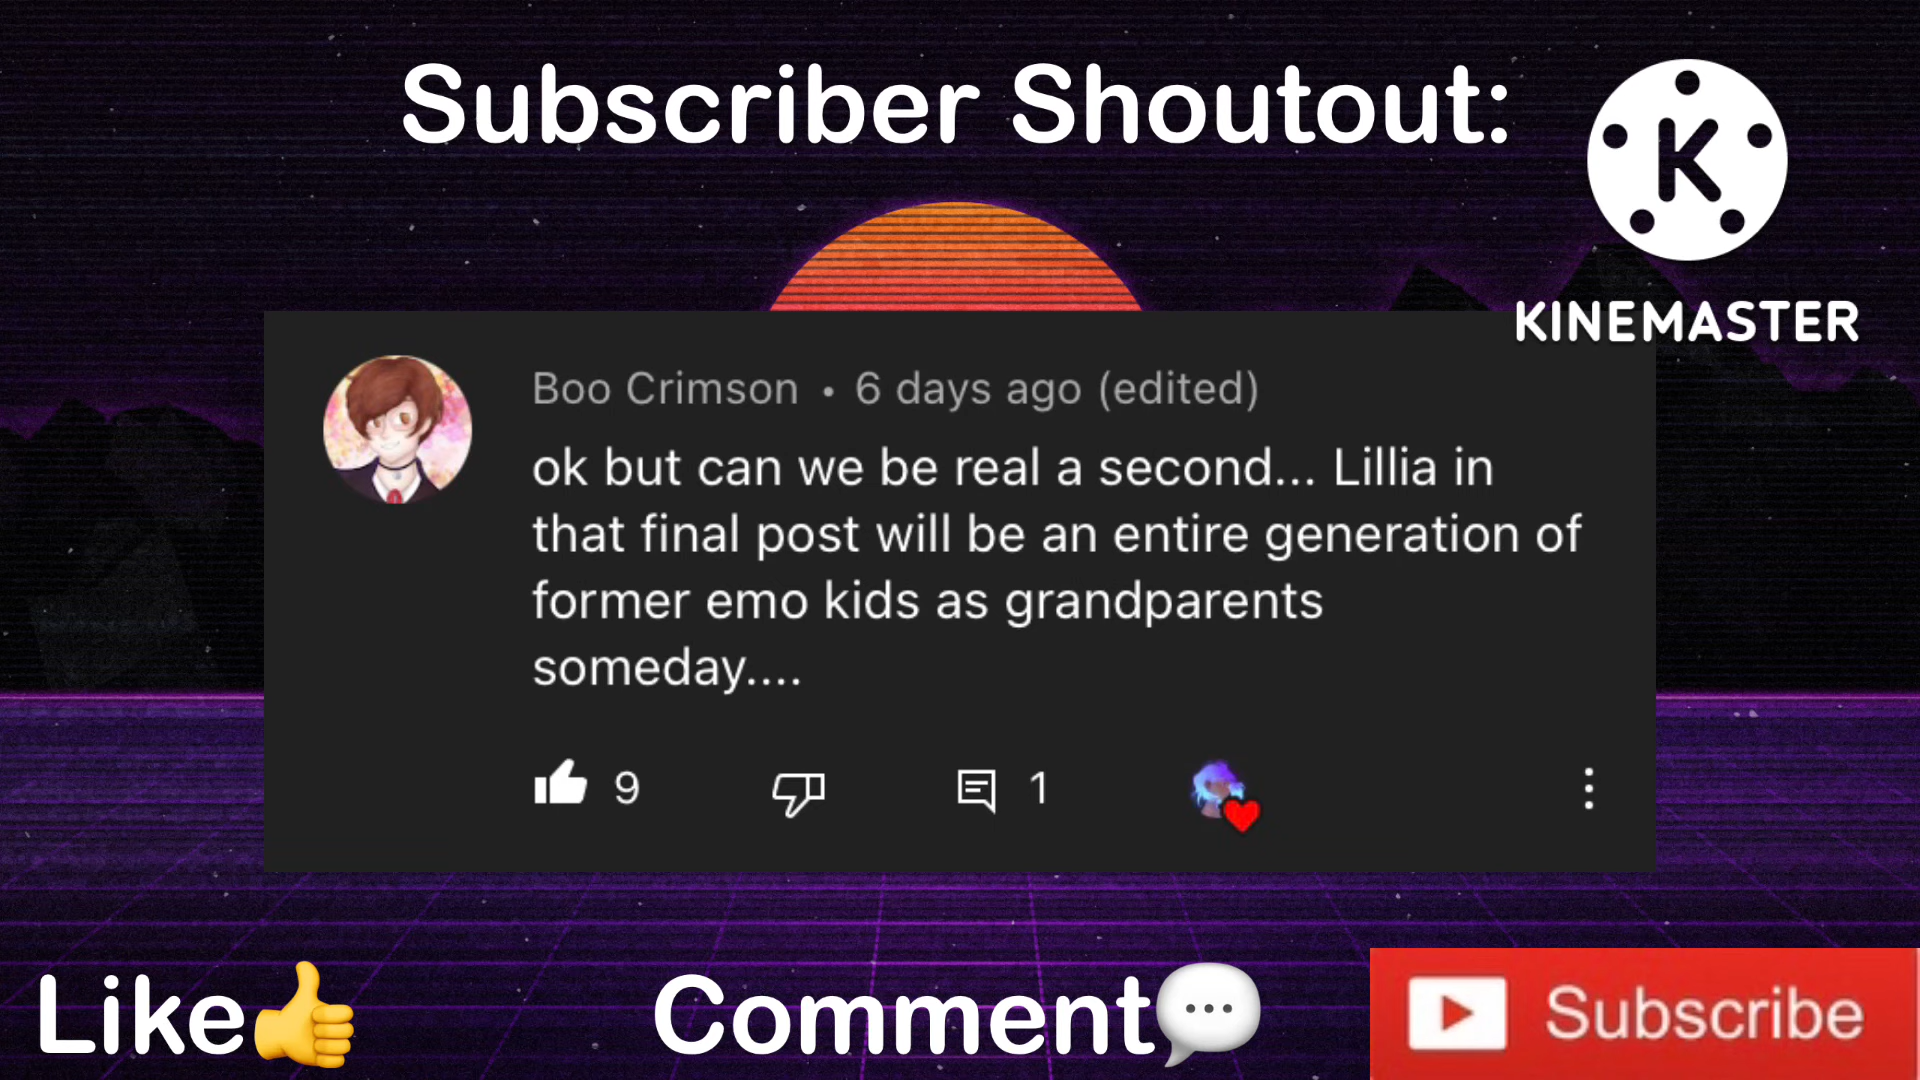 Subscriber Shoutout:
KINEMASTER
Boo Crimson • 6 days ago (edited)
ok but can we be real a second... Lillia in
that final post will be an entire generation of
former emo kids as grandparents
someday....
9 1
Like👍 Comment💬 Subscribe